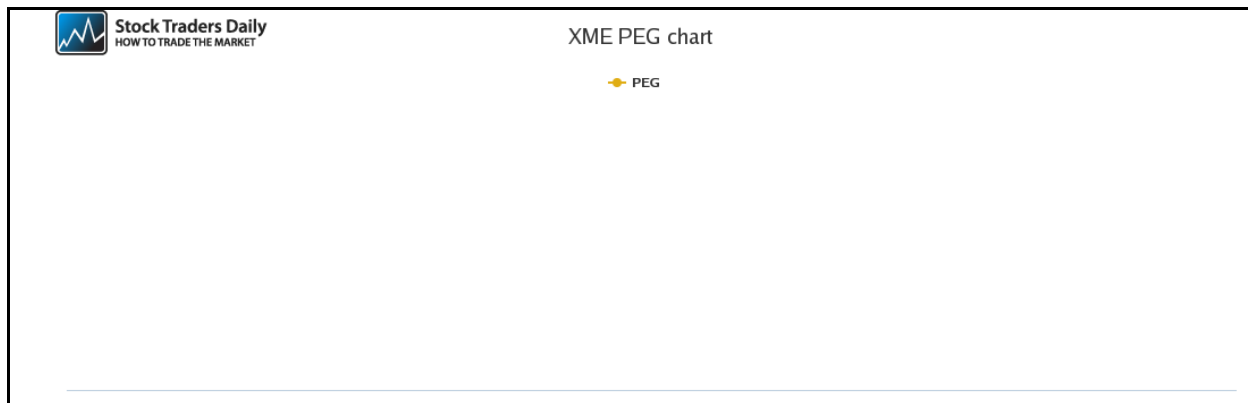 Stock Traders Daily
HOW TO TRADE THE MARKET
XME PEG chart
PEG